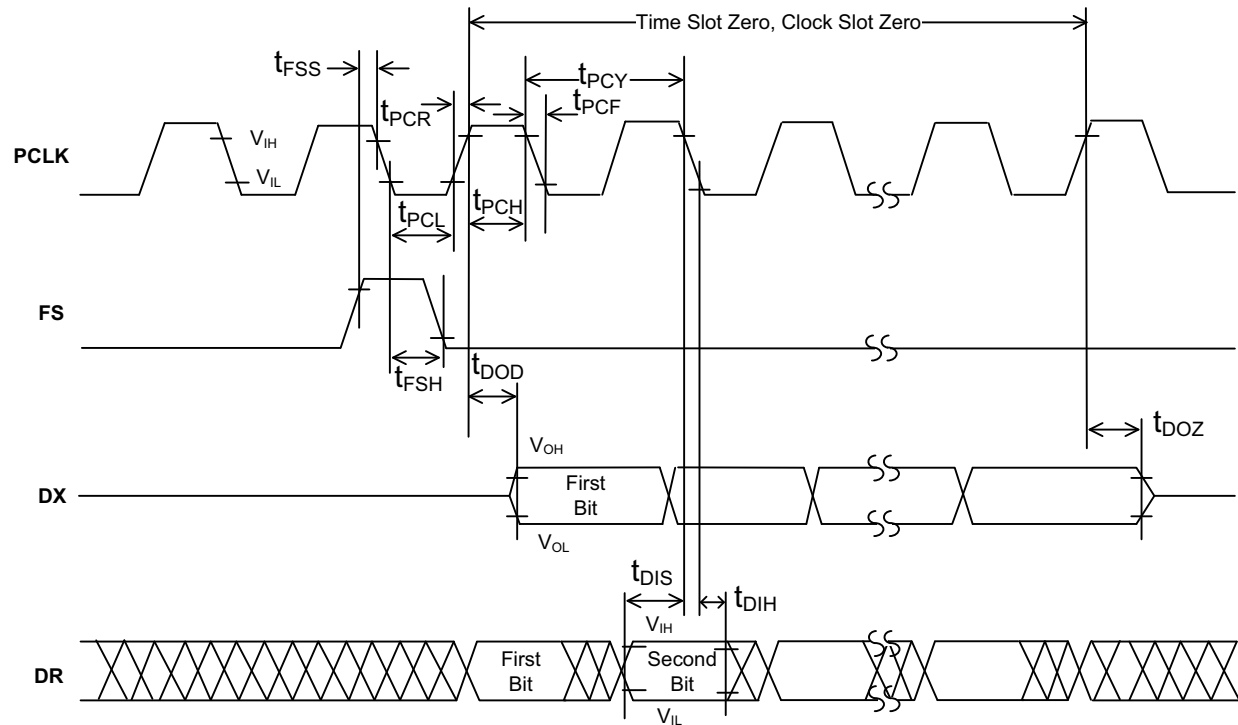 Time Slot Zero, Clock Slot Zero
tFSS
tPCY
tPCR
tPCF
VIH
PCLK
VIL
tPCL
tPCH
FS
tFSH
tDOD
tDOZ
VOH
DX
First
Bit
VOL
tDIS
tDIH
VIH
DR
First
Bit
Second
Bit
VIL